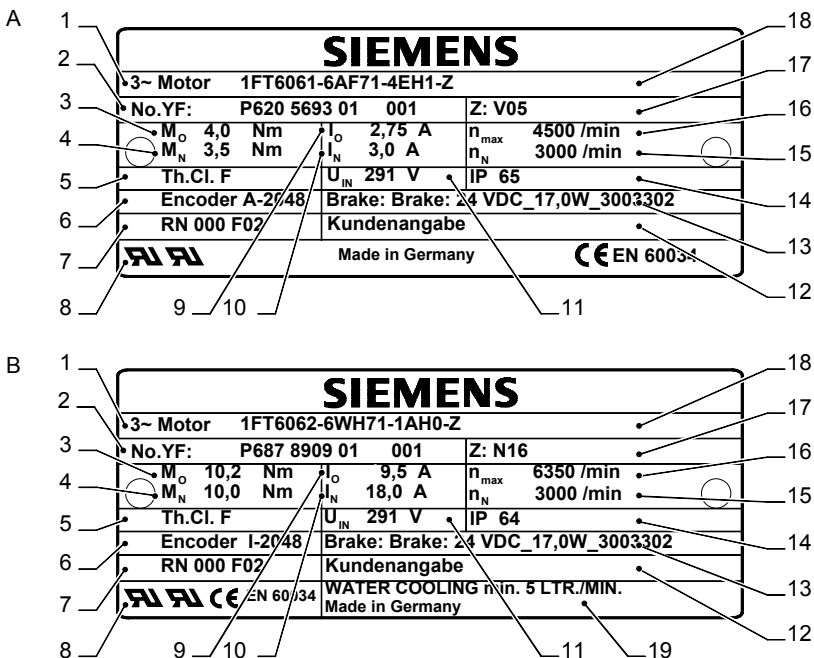 A
1
18
2
17
3
16
4
15
5
14
6
13
7
12
8
9
10
11
SIEMENS
3~ Motor 1FT6061-6AF71-4EH1-Z
No.YF: P620 5693 01 001 Z: V05
MO 4,0 Nm IO 2,75 A nmax 4500 /min
MN 3,5 Nm IN 3,0 A nN 3000 /min
Th.Cl. F UIN 291 V IP 65
Encoder A-2048 Brake: Brake: 24 VDC_17,0W_3003302
RN 000 F02 Kundenangabe
Made in Germany CE EN 60034
B
1
18
2
17
3
16
4
15
5
14
6
13
7
12
8
9
10
11
19
SIEMENS
3~ Motor 1FT6062-6WH71-1AH0-Z
No.YF: P687 8909 01 001 Z: N16
MO 10,2 Nm IO 9,5 A nmax 6350 /min
MN 10,0 Nm IN 18,0 A nN 3000 /min
Th.Cl. F UIN 291 V IP 64
Encoder I-2048 Brake: Brake: 24 VDC_17,0W_3003302
RN 000 F02 Kundenangabe
CE EN 60034 WATER COOLING min. 5 LTR./MIN.
Made in Germany